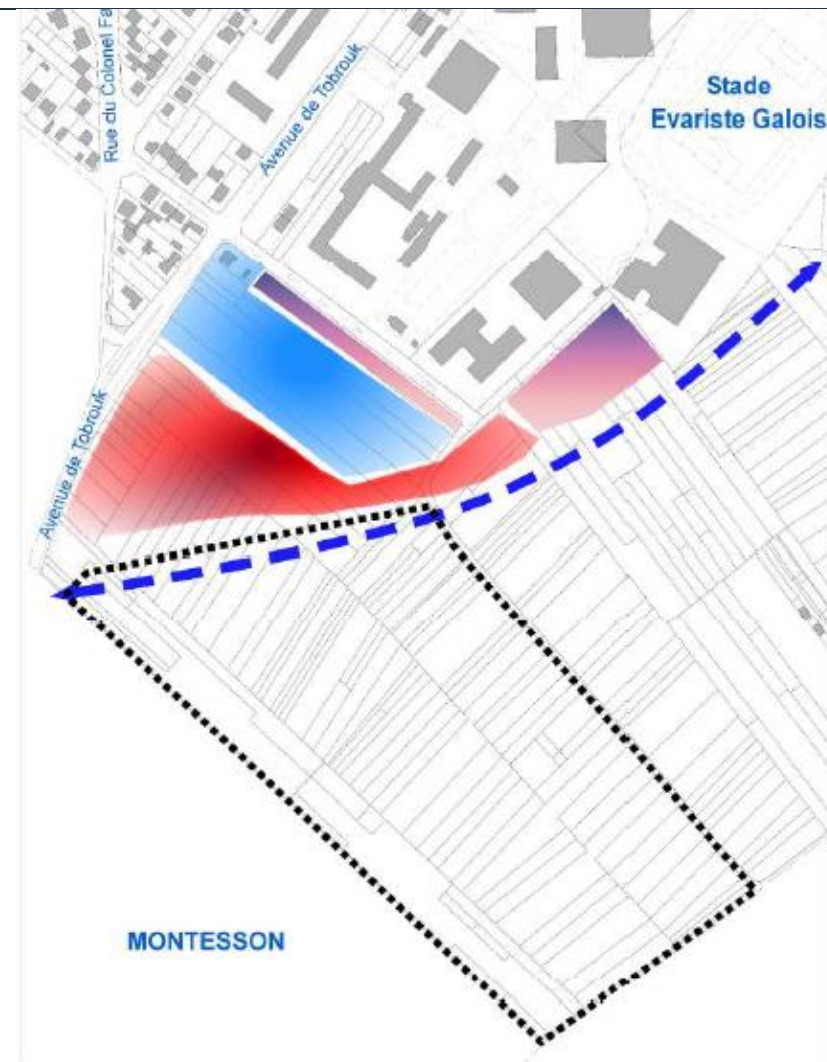 Rue du Colonel Fa
Avenue de Tobrouk
Stade
Evariste Galois
Avenue de Tobrouk
MONTESSON